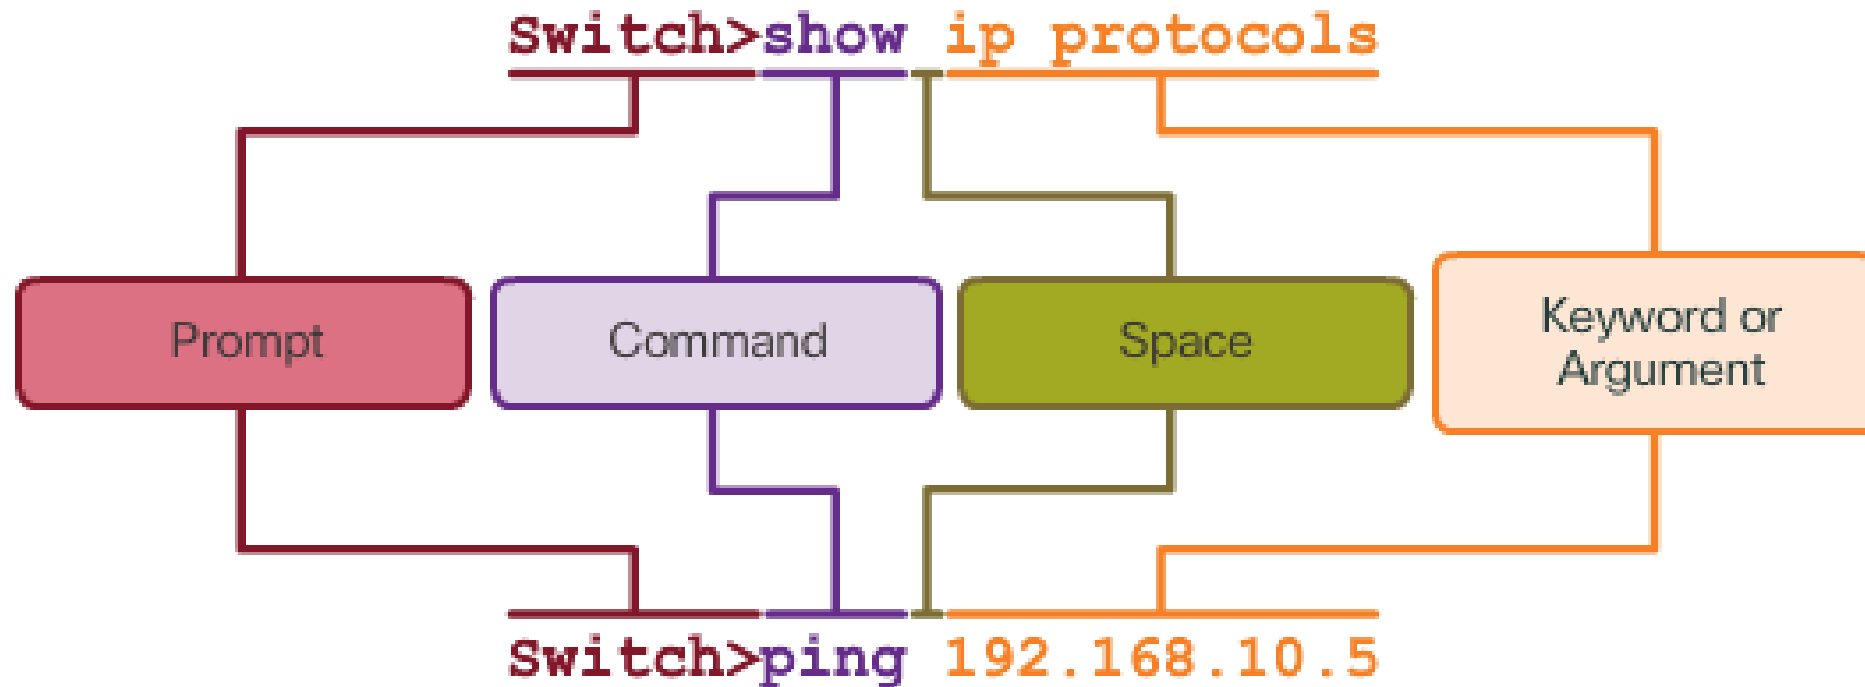 Switch>show ip protocols
Prompt
Command
Space
Keyword or
Argument
Switch>ping 192.168.10.5